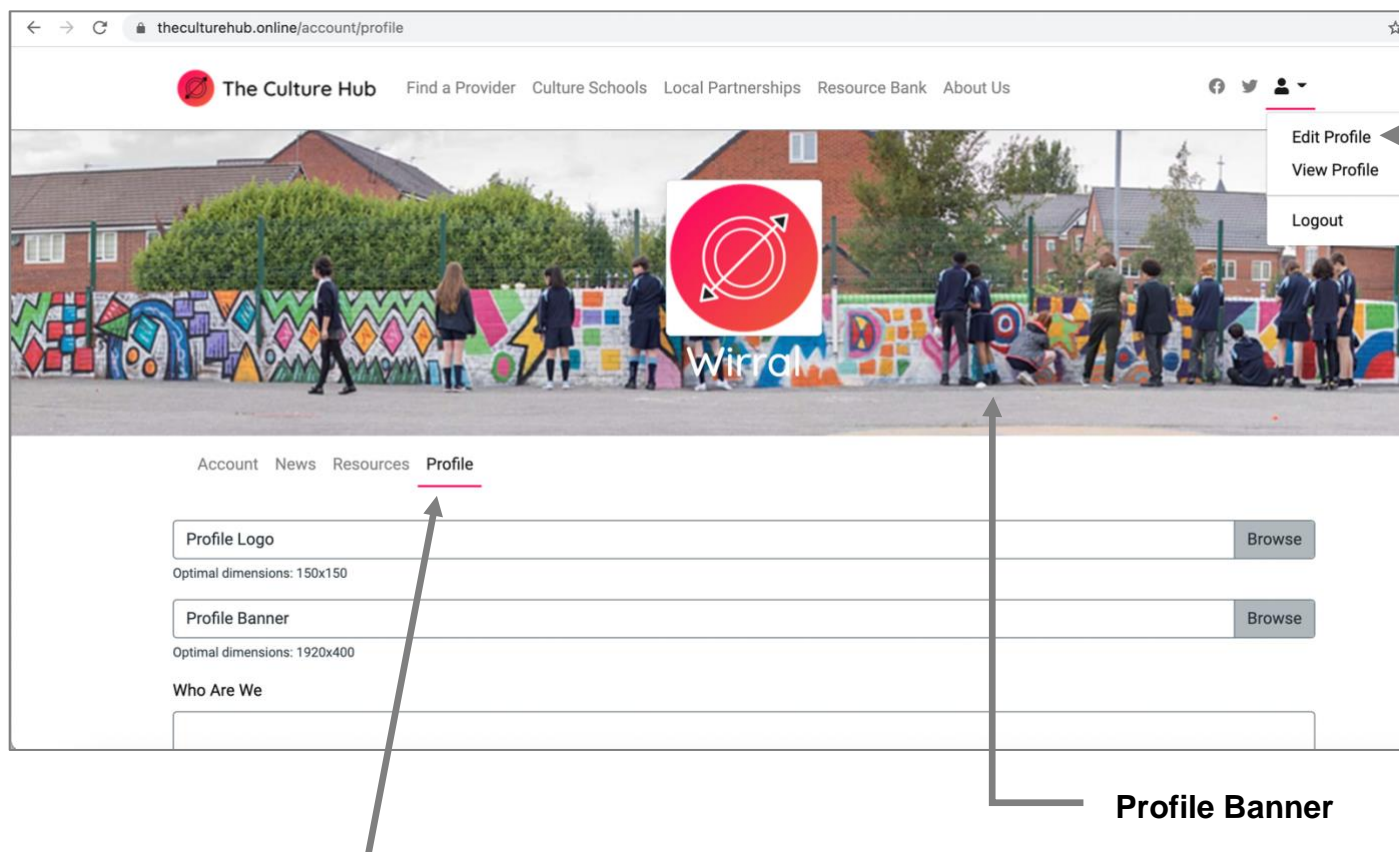 theculturehub.online/account/profile
The Culture Hub Find a Provider Culture Schools Local Partnerships Resource Bank About Us
Edit Profile
View Profile
Logout
Wirral
Account News Resources Profile
Profile Logo Browse
Optimal dimensions: 150x150
Profile Banner Browse
Optimal dimensions: 1920x400
Who Are We
Profile Banner